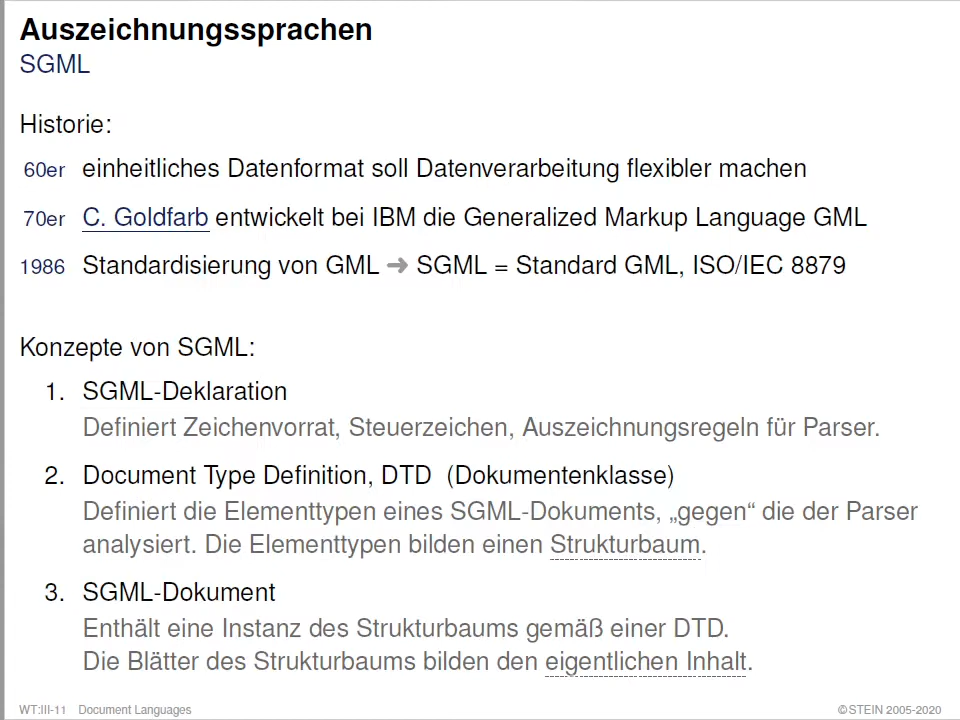 Auszeichnungssprachen
SGML
Historie:
60er einheitliches Datenformat soll Datenverarbeitung flexibler machen
70er C. Goldfarb entwickelt bei IBM die Generalized Markup Language GML
1986 Standardisierung von GML ➜ SGML = Standard GML, ISO/IEC 8879
Konzepte von SGML:
1. SGML-Deklaration
Definiert Zeichenvorrat, Steuerzeichen, Auszeichnungsregeln für Parser.
2. Document Type Definition, DTD (Dokumentenklasse)
Definiert die Elementtypen eines SGML-Dokuments, „gegen“ die der Parser
analysiert. Die Elementtypen bilden einen Strukturbaum.
3. SGML-Dokument
Enthält eine Instanz des Strukturbaums gemäß einer DTD.
Die Blätter des Strukturbaums bilden den eigentlichen Inhalt.
WT:III-11 Document Languages ©STEIN 2005-2020